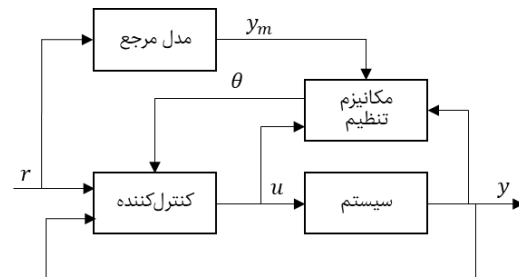 مدل مرجع
y_m
θ
مکانیزم
تنظیم
r
کنترل‌کننده
u
سیستم
y